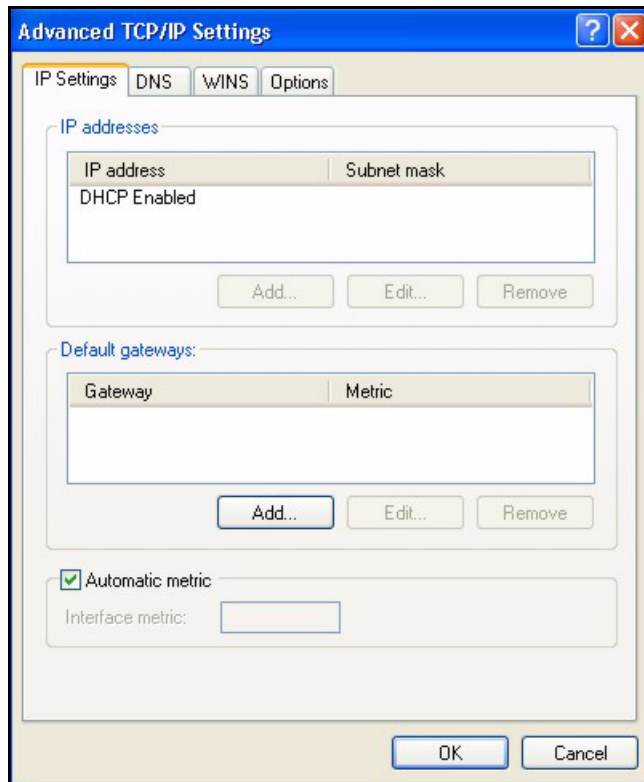 Advanced TCP/IP Settings
IP Settings DNS WINS Options
IP addresses
IP address Subnet mask
DHCP Enabled
Add... Edit... Remove
Default gateways:
Gateway Metric
Add... Edit... Remove
Automatic metric
Interface metric:
OK Cancel